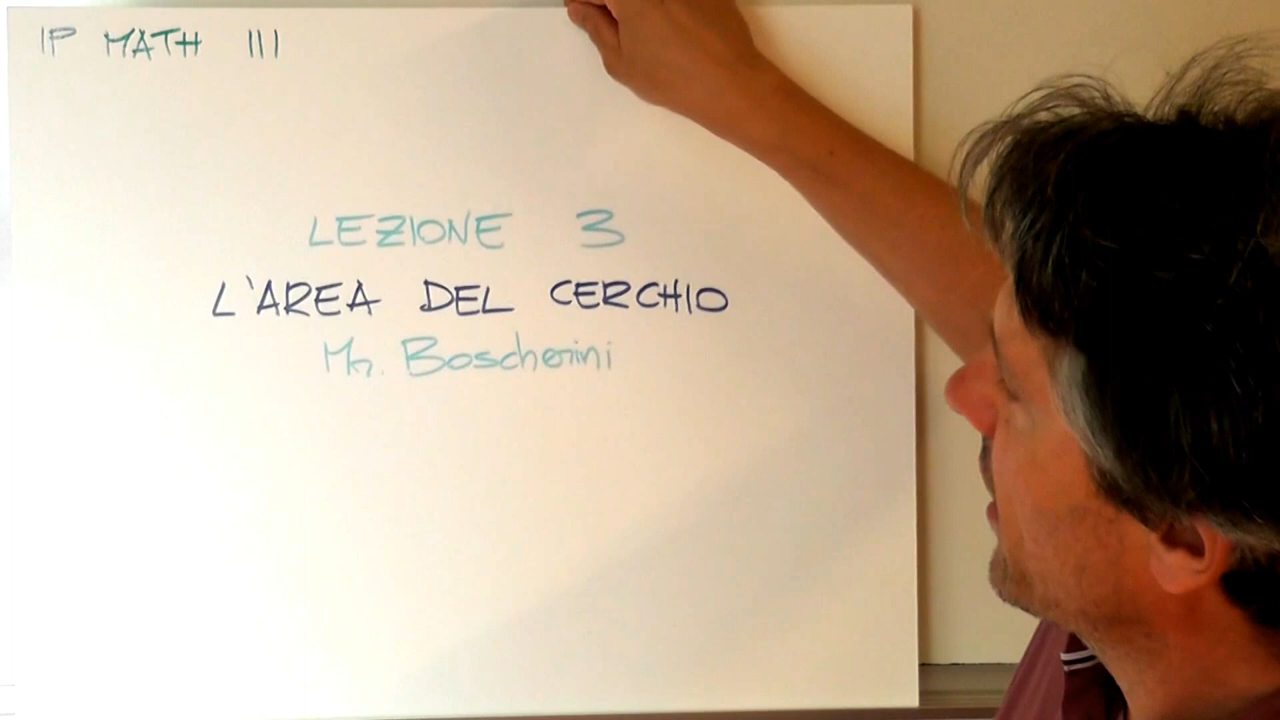 IP MATH III
LEZIONE 3
L'AREA DEL CERCHIO
Mr. Boscherini